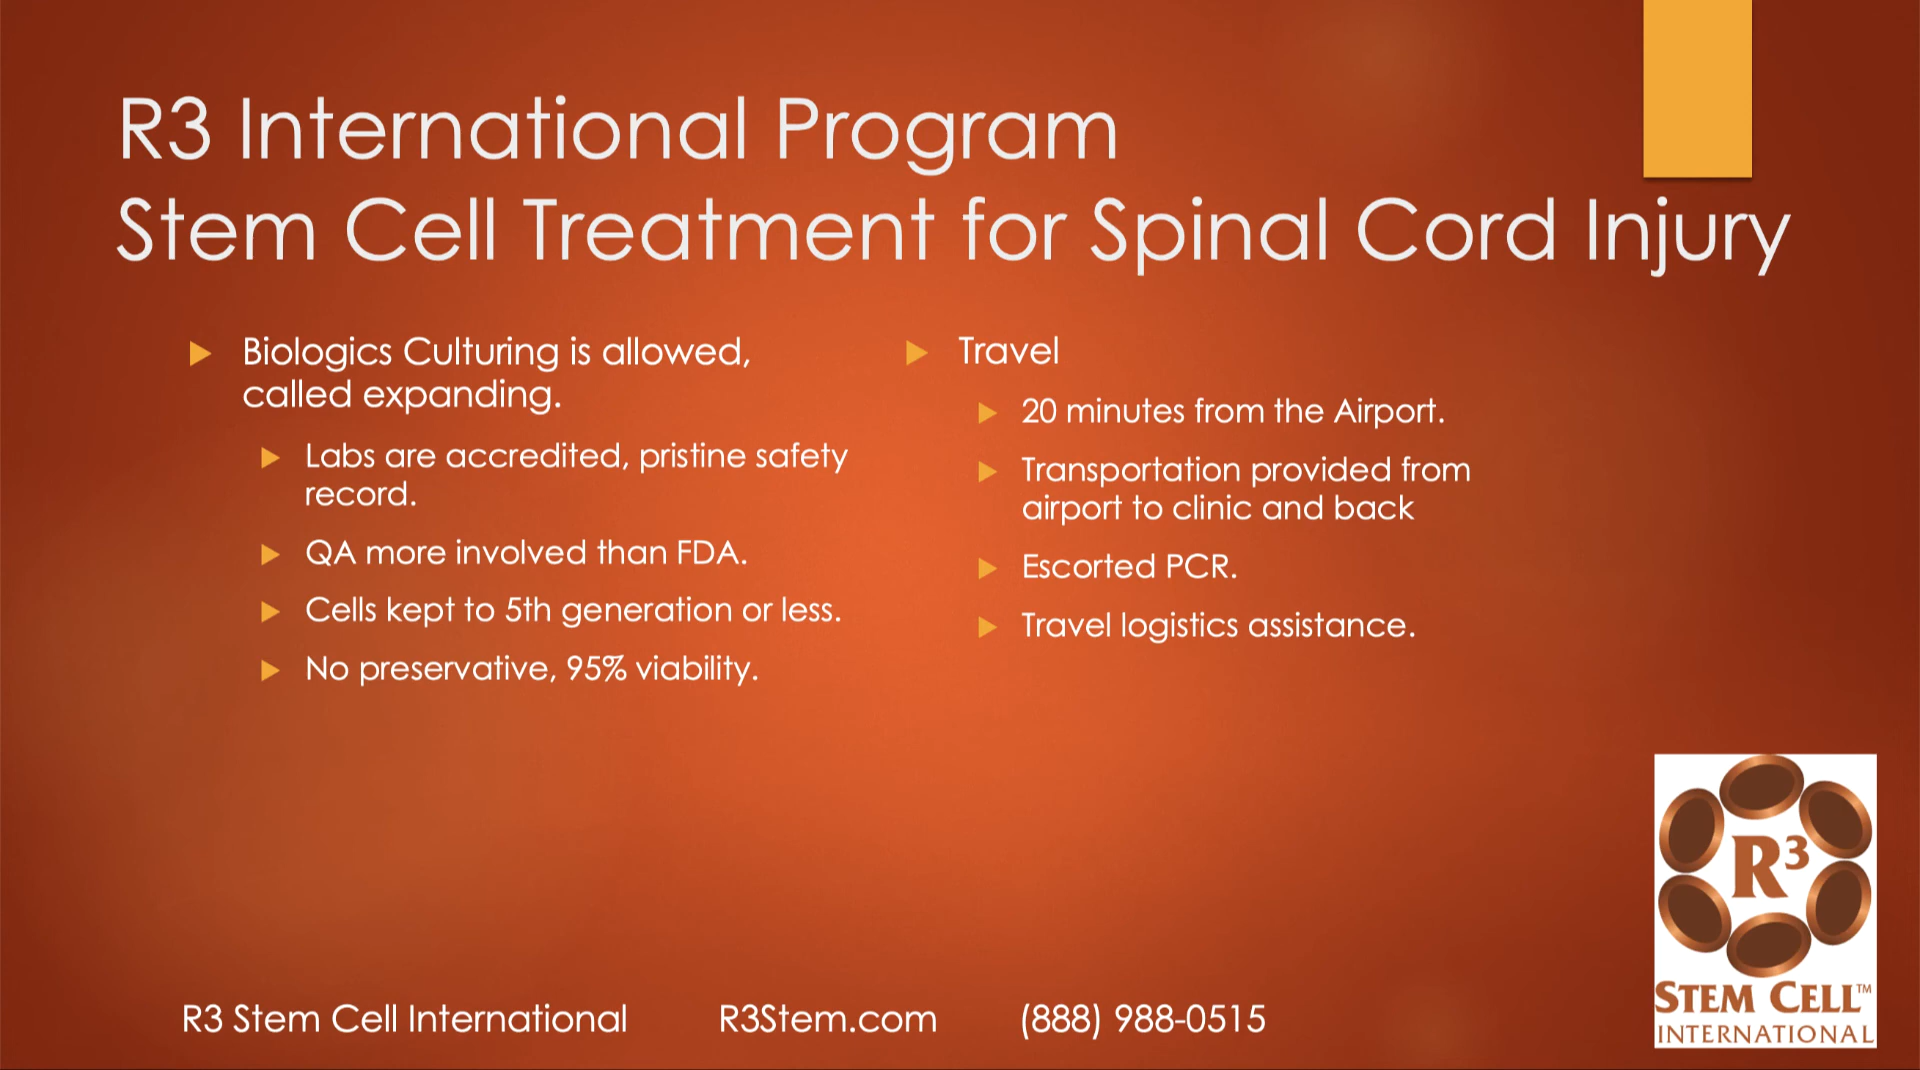 R3 International Program
Stem Cell Treatment for Spinal Cord Injury
Biologics Culturing is allowed,
called expanding.
Labs are accredited, pristine safety
record.
QA more involved than FDA.
Cells kept to 5th generation or less.
No preservative, 95% viability.
Travel
20 minutes from the Airport.
Transportation provided from
airport to clinic and back
Escorted PCR.
Travel logistics assistance.
R3 Stem Cell International
R3Stem.com
(888) 988-0515
R³
STEM CELL™
INTERNATIONAL